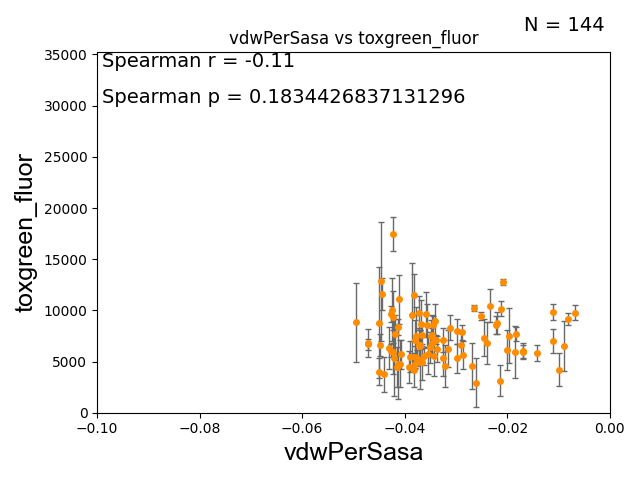 N = 144
vdwPerSasa vs toxgreen_fluor
Spearman r = -0.11
Spearman p = 0.1834426837131296
35000
30000
25000
20000
15000
10000
5000
0
toxgreen_fluor
−0.10 −0.08 −0.06 −0.04 −0.02 0.00
vdwPerSasa